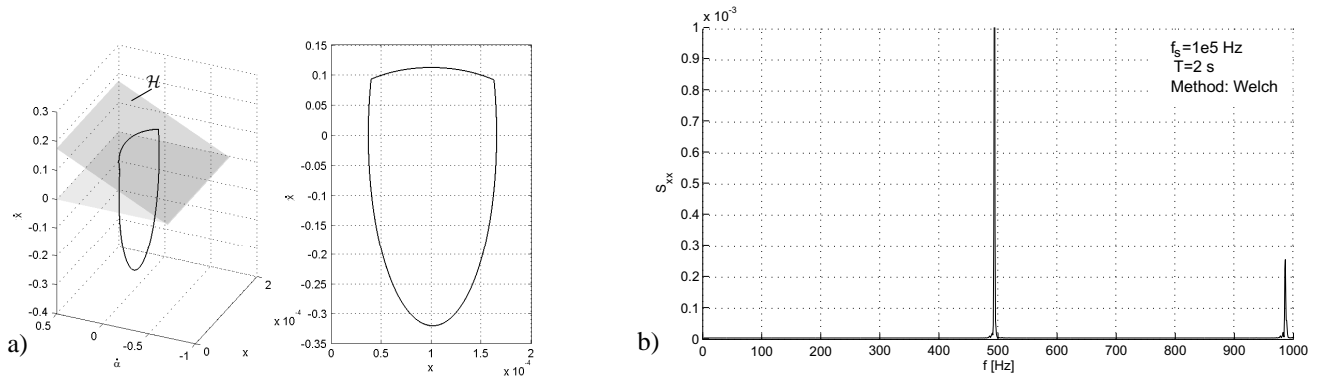 a)
ℋ
0.3
0.2
0.1
0
-0.1
-0.2
-0.3
-0.4
ẋ
0.5
0
-0.5
-1
α̇
0
2
x 10⁻⁴
x
0.15
0.1
0.05
0
-0.05
-0.1
-0.15
-0.2
-0.25
-0.3
-0.35
ẋ
0 0.5 1 1.5 2
x 10⁻⁴
x
b)
x 10⁻³
1
0.9
0.8
0.7
0.6
0.5
0.4
0.3
0.2
0.1
0
Sₓₓ
fₛ=1e5 Hz
T=2 s
Method: Welch
0 100 200 300 400 500 600 700 800 900 1000
f [Hz]